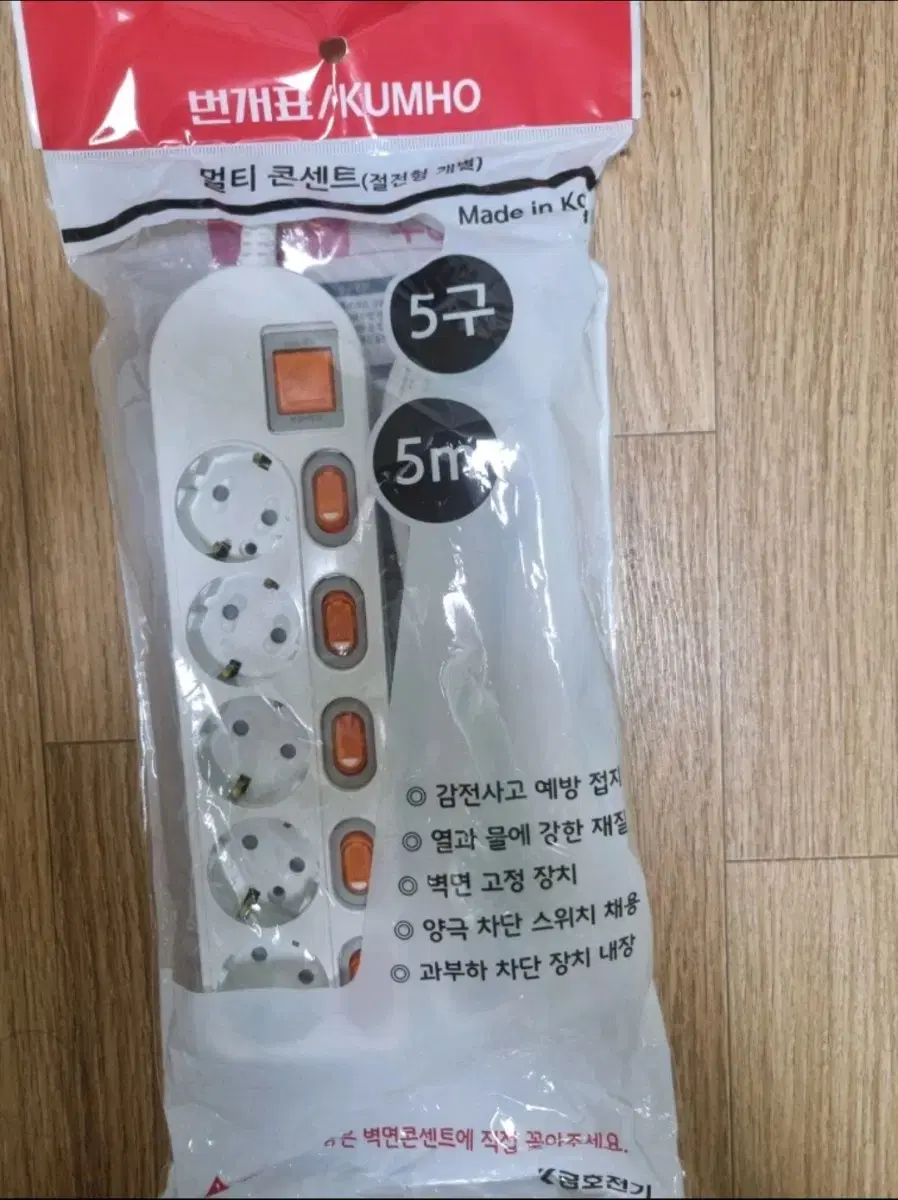 번개표/KUMHO
멀티 콘센트(절전형 개별)
Made in
5구
5m
◎ 감전사고 예방 접지
◎ 열과 물에 강한 재질
◎ 벽면 고정 장치
◎ 양극 차단 스위치 채용
◎ 과부하 차단 장치 내장
벽면콘센트에 직접 꽂아주세요.
금호전기